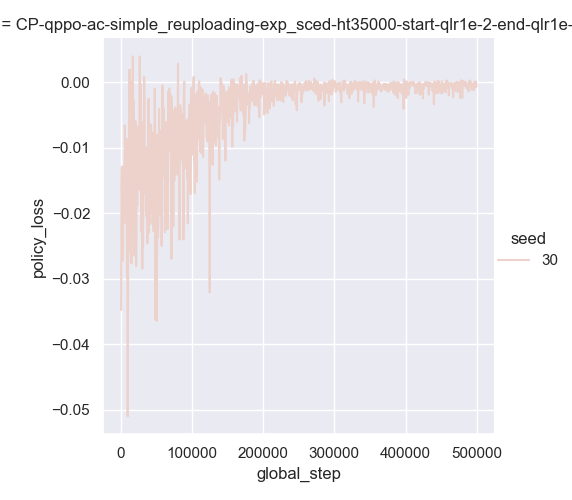 = CP-qppo-ac-simple_reuploading-exp_sced-ht35000-start-qlr1e-2-end-qlr1e-
0.00
−0.01
−0.02
−0.03
−0.04
−0.05
policy_loss
0 100000 200000 300000 400000 500000
global_step
seed
30